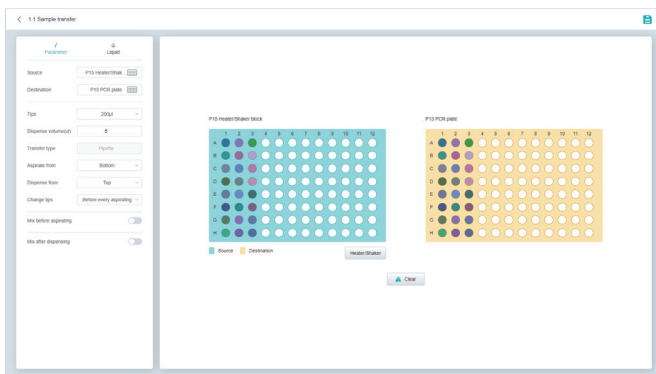 1.1 Sample transfer
Parameter
Liquid
Source
P15 Heater/Shak..
Destination
P13 PCR plate
Tips
200μl
Dispense volume(ul)
5
Transfer type
Pipette
Aspirate from
Bottom
Dispense from
Top
Change tips
Before every aspirating
Mix before aspirating
Mix after dispensing
P15 Heater/Shaker block
1 2 3 4 5 6 7 8 9 10 11 12
A
B
C
D
E
F
G
H
Source
Destination
Heater/Shaker
P13 PCR plate
1 2 3 4 5 6 7 8 9 10 11 12
A
B
C
D
E
F
G
H
Clear